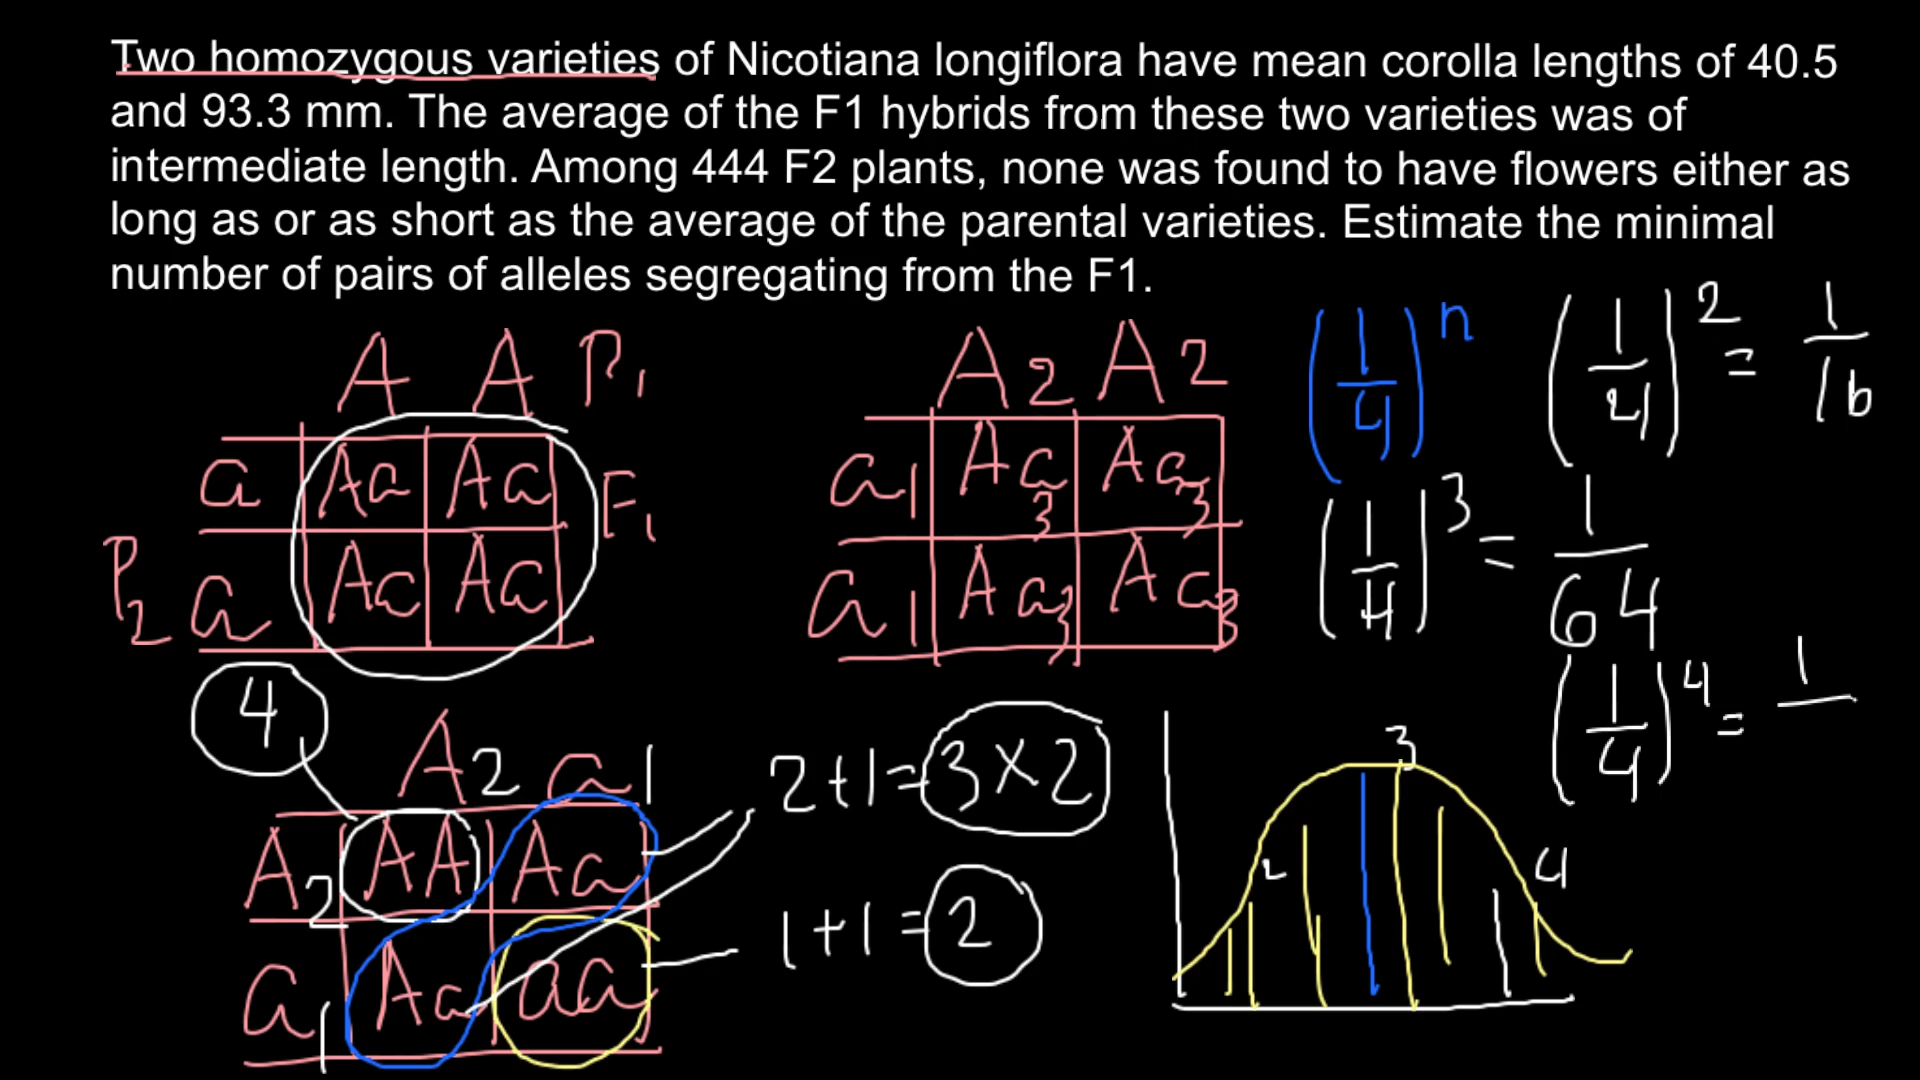 Two homozygous varieties of Nicotiana longiflora have mean corolla lengths of 40.5
and 93.3 mm. The average of the F1 hybrids from these two varieties was of
intermediate length. Among 444 F2 plants, none was found to have flowers either as
long as or as short as the average of the parental varieties. Estimate the minimal
number of pairs of alleles segregating from the F1.
A A P1
a Aa Aa F1
P2 a Aa Aa
A2 A2
a1 Aa3 Aa3
a1 Aa3 Aa3
(1/4)^n
(1/4)^2 = 1/16
(1/4)^3 = 1/64
(1/4)^4 = 1/
4
A2 a1
A2 AA Aa
a1 Aa aa
2+1=3×2
1+1=2
2 3 4